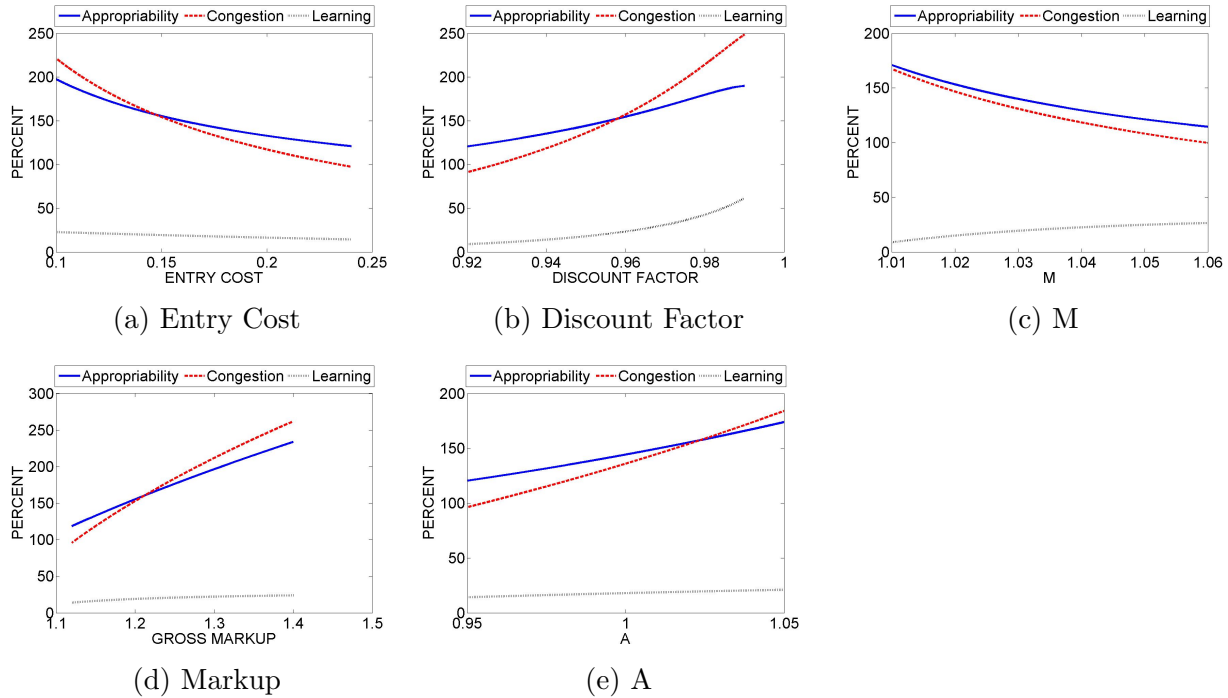 Appropriability Congestion Learning
250
200
150
100
50
0
PERCENT
0.1 0.15 0.2 0.25
ENTRY COST
(a) Entry Cost
Appropriability Congestion Learning
250
200
150
100
50
0
PERCENT
0.92 0.94 0.96 0.98 1
DISCOUNT FACTOR
(b) Discount Factor
Appropriability Congestion Learning
200
150
100
50
0
PERCENT
1.01 1.02 1.03 1.04 1.05 1.06
M
(c) M
Appropriability Congestion Learning
300
250
200
150
100
50
0
PERCENT
1.1 1.2 1.3 1.4 1.5
GROSS MARKUP
(d) Markup
Appropriability Congestion Learning
200
150
100
50
0
PERCENT
0.95 1 1.05
A
(e) A